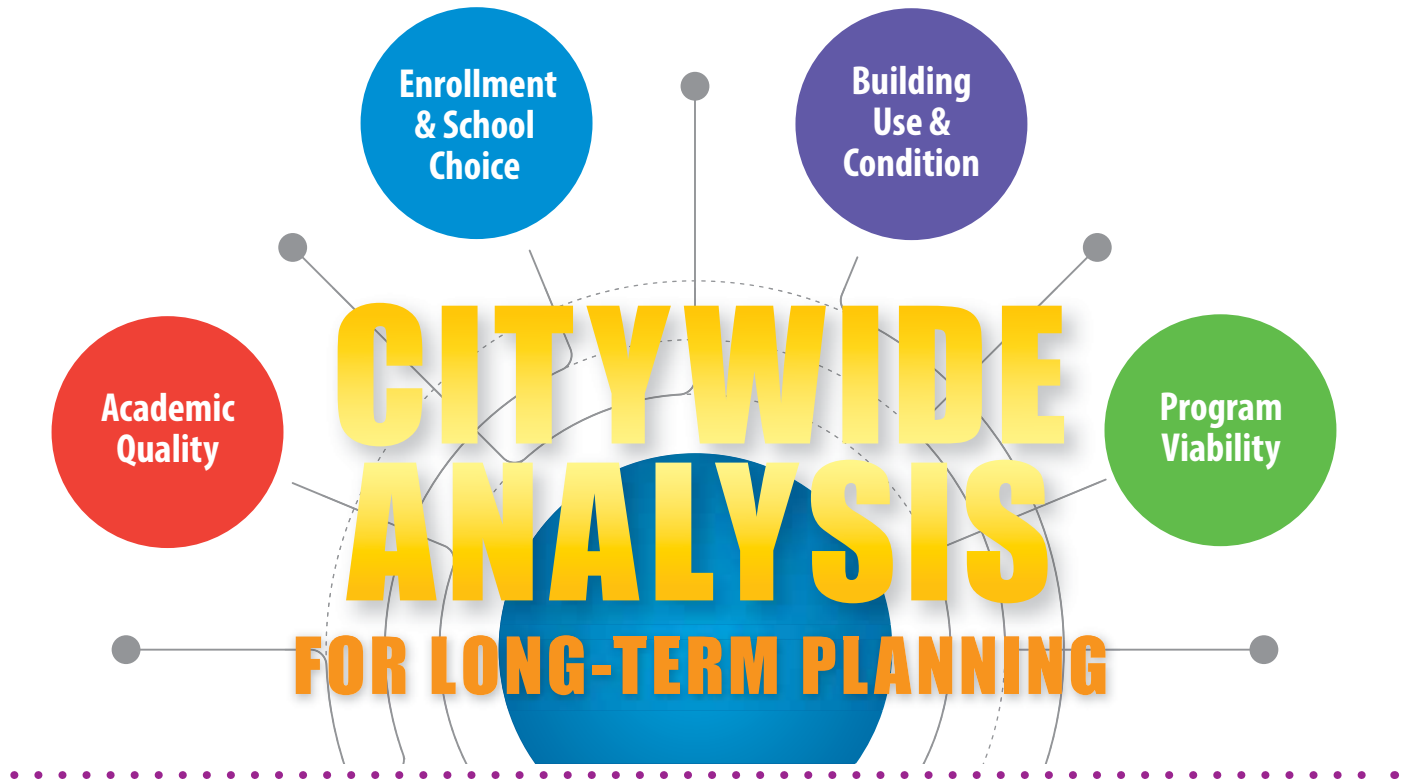 Enrollment
& School
Choice
Building
Use &
Condition
Academic
Quality
Program
Viability
CITYWIDE
ANALYSIS
FOR LONG-TERM PLANNING